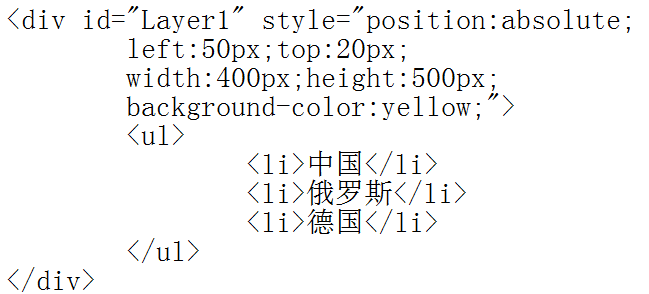 <div id="Layer1" style="position:absolute;
left:50px;top:20px;
width:400px;height:500px;
background-color:yellow;">
<ul>
<li>中国</li>
<li>俄罗斯</li>
<li>德国</li>
</ul>
</div>